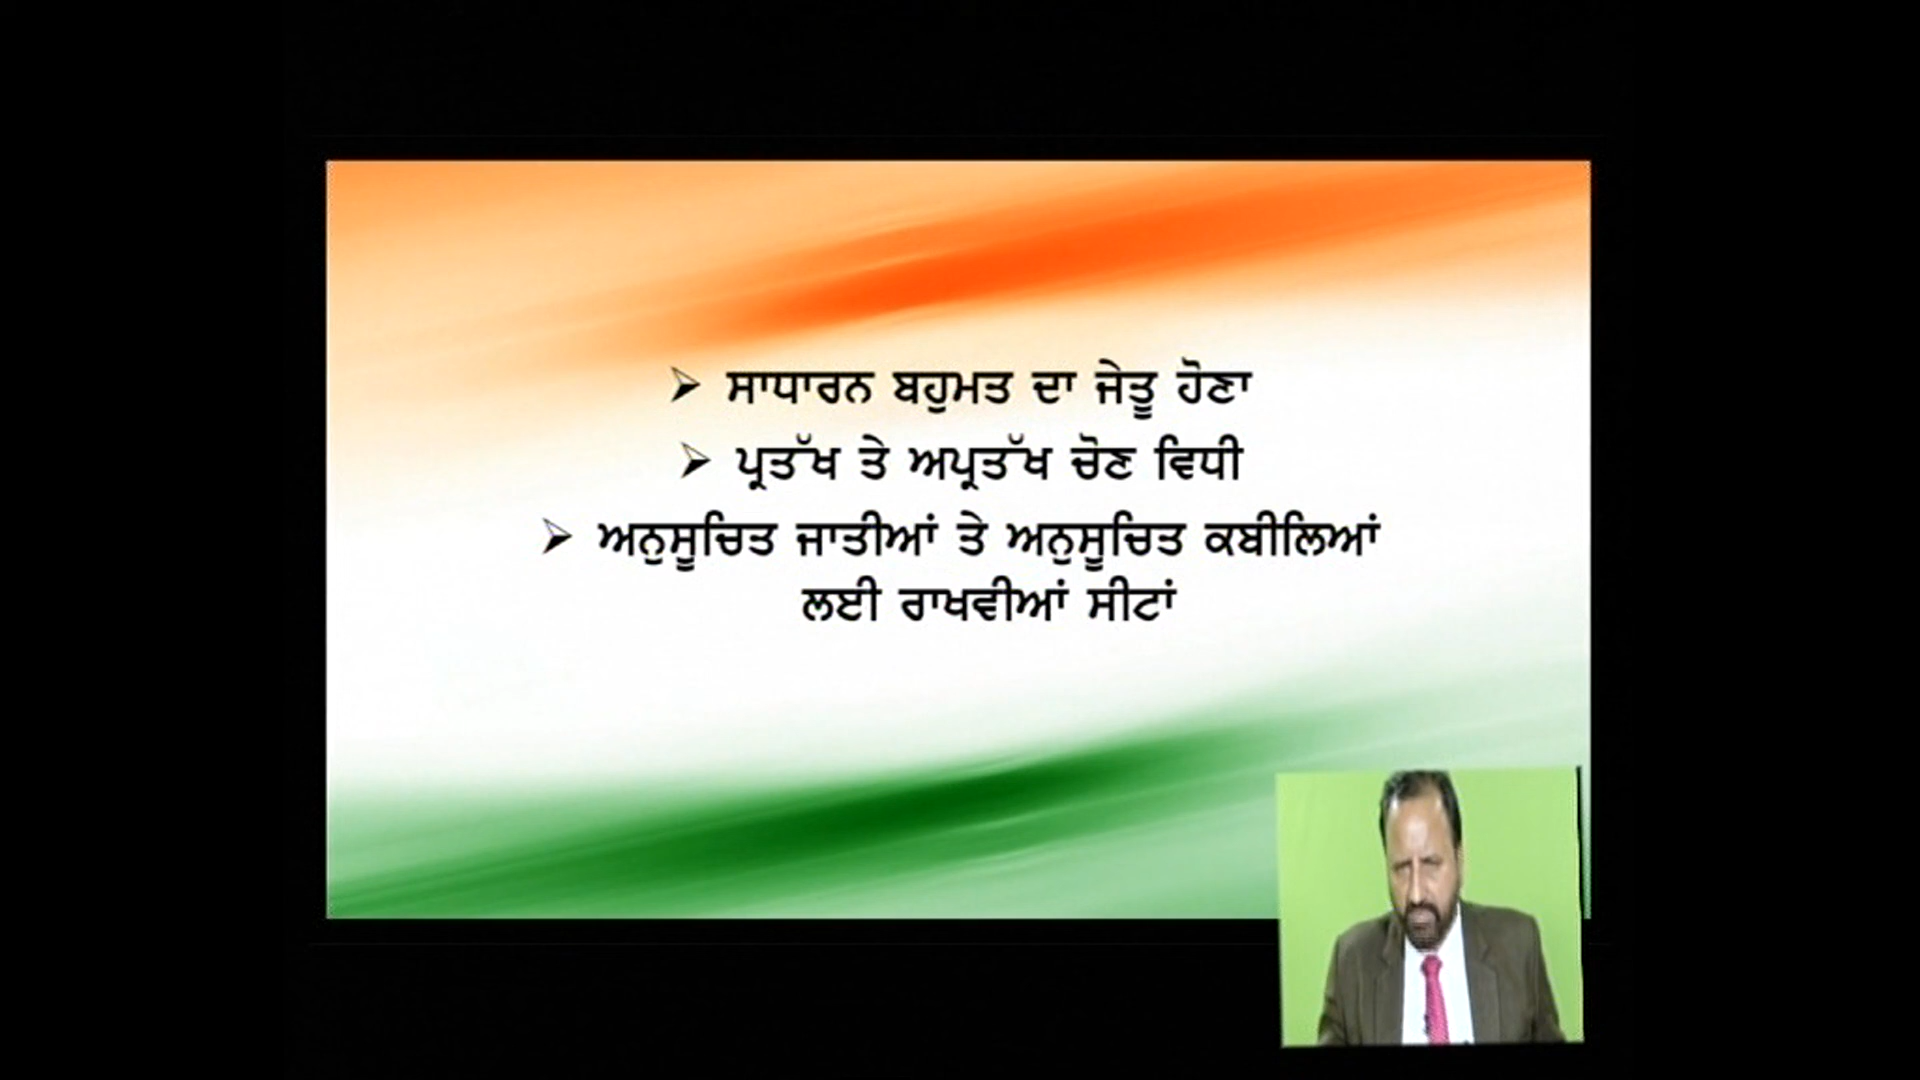 ➢ ਸਾਧਾਰਨ ਬਹੁਮਤ ਦਾ ਜੇਤੂ ਹੋਣਾ
➢ ਪ੍ਰਤੱਖ ਤੇ ਅਪ੍ਰਤੱਖ ਚੋਣ ਵਿਧੀ
➢ ਅਨੁਸੂਚਿਤ ਜਾਤੀਆਂ ਤੇ ਅਨੁਸੂਚਿਤ ਕਬੀਲਿਆਂ
ਲਈ ਰਾਖਵੀਆਂ ਸੀਟਾਂ